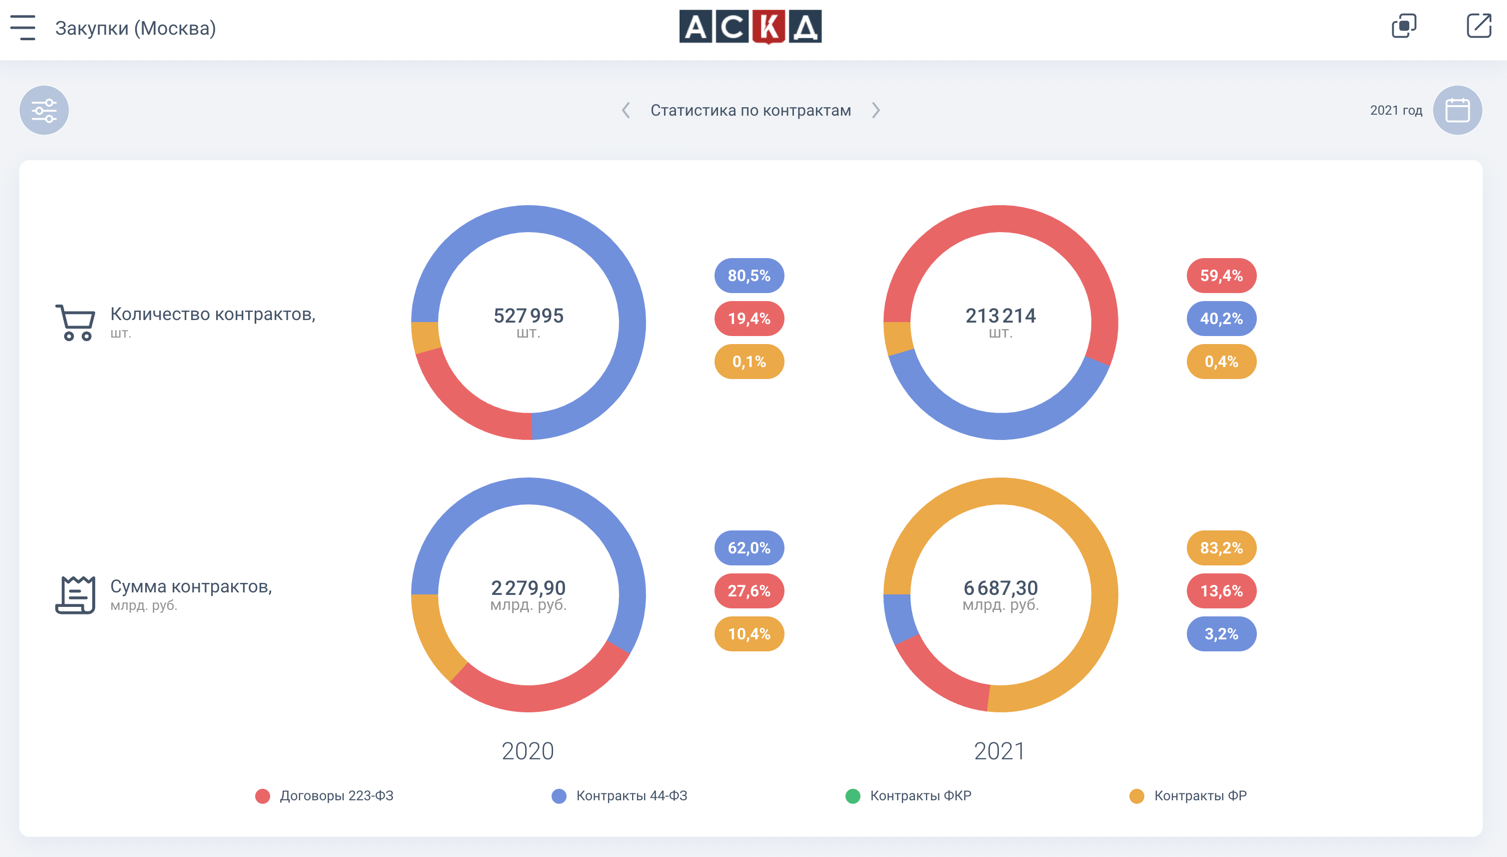 Закупки (Москва)
АСКД
Статистика по контрактам
2021 год
Количество контрактов,
шт.
527 995
шт.
80,5%
19,4%
0,1%
213 214
шт.
59,4%
40,2%
0,4%
Сумма контрактов,
млрд. руб.
2 279,90
млрд. руб.
62,0%
27,6%
10,4%
6 687,30
млрд. руб.
83,2%
13,6%
3,2%
2020
2021
Договоры 223-ФЗ
Контракты 44-ФЗ
Контракты ФКР
Контракты ФР